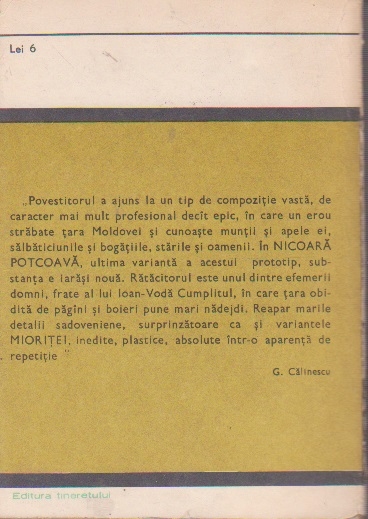 Lei 6
„Povestitorul a ajuns la un tip de compoziție vastă, de
caracter mai mult profesional decît epic, în care un erou
străbate țara Moldovei și cunoaște munții și apele ei,
sălbăticiunile și bogățiile, stările și oamenii. În NICOARĂ
POTCOAVĂ, ultima variantă a acestui prototip, sub-
stanța e iarăși nouă. Rătăcitorul este unul dintre efemerii
domni, frate al lui Ioan-Vodă Cumplitul, în care țara obi-
dită de păgîni și boieri pune mari nădejdi. Reapar marile
detalii sadoveniene, surprinzătoare ca și variantele
MIORIȚEI, inedite, plastice, absolute într-o aparență de
repetiție"
G. Călinescu
Editura tineretului